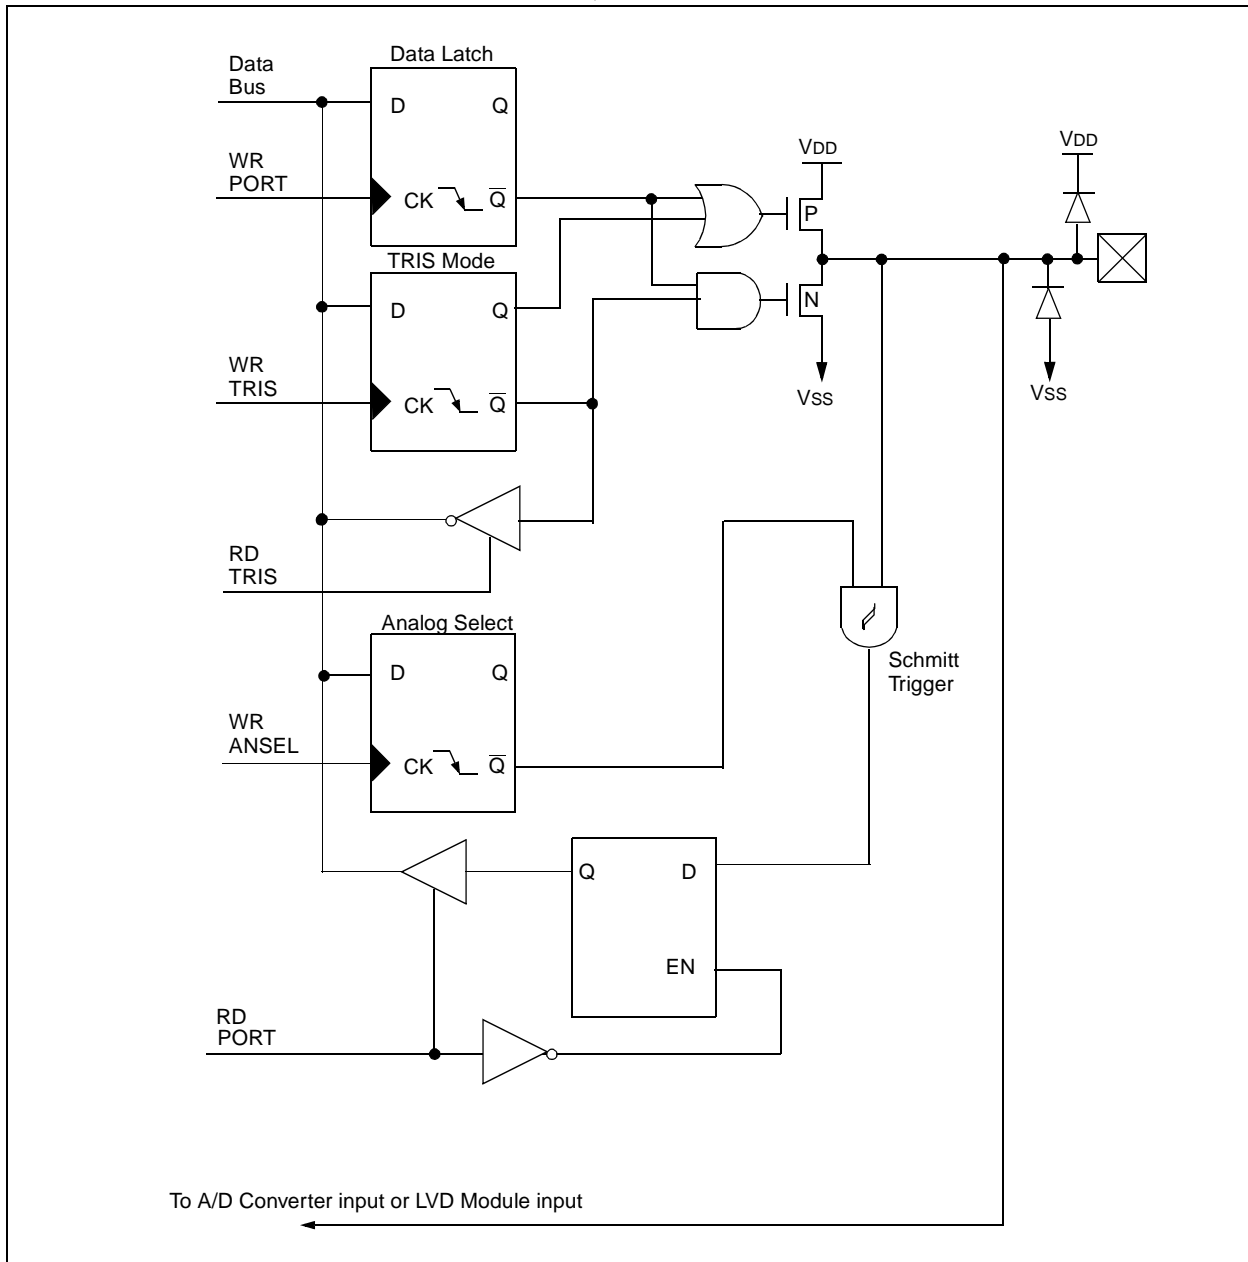 Data Latch
Data
Bus
D
Q
WR
PORT
CK
Q̅
VDD
P
VDD
TRIS Mode
D
Q
N
WR
TRIS
CK
Q̅
VSS
VSS
RD
TRIS
Analog Select
D
Q
Schmitt
Trigger
WR
ANSEL
CK
Q̅
Q
D
EN
RD
PORT
To A/D Converter input or LVD Module input